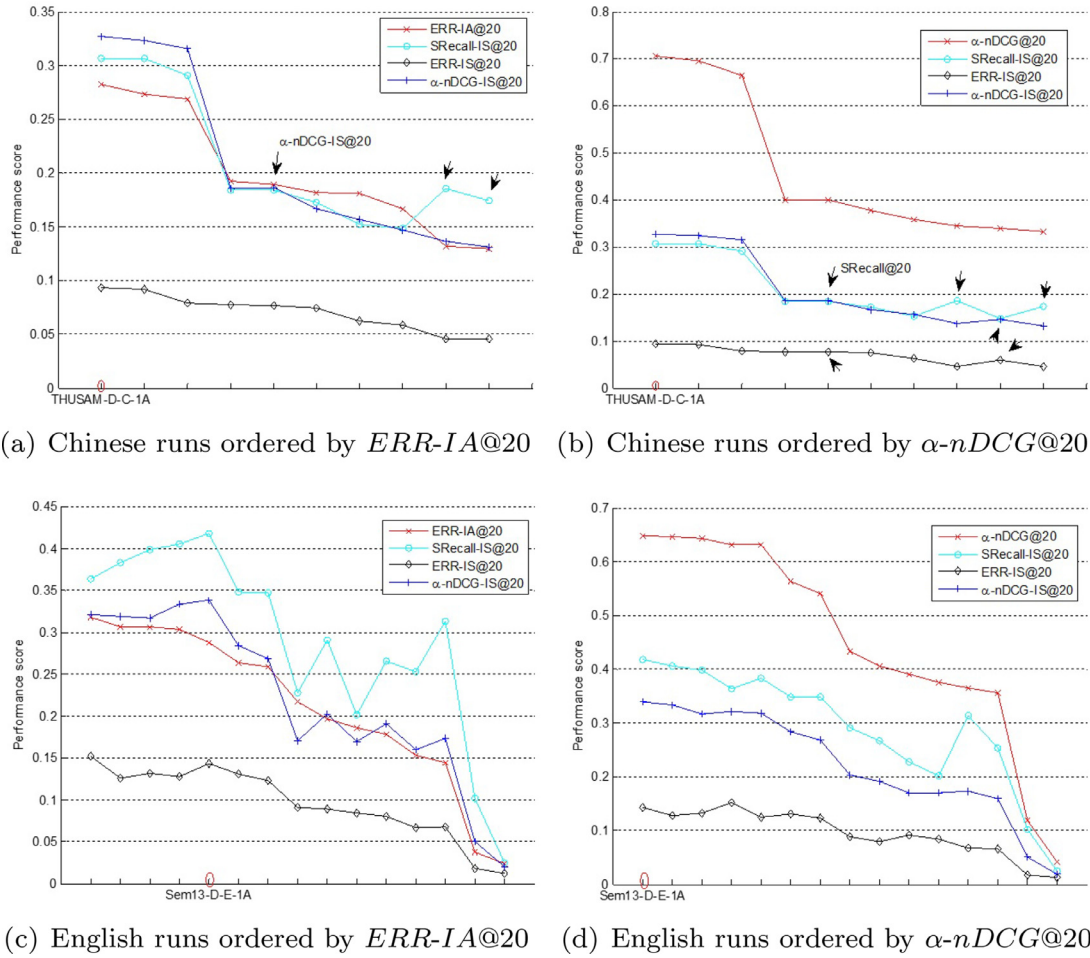 0.35
0.3
0.25
0.2
0.15
0.1
0.05
0
Performance score
ERR-IA@20
SRecall-IS@20
ERR-IS@20
α-nDCG-IS@20
α-nDCG-IS@20
THUSAM-D-C-1A
(a) Chinese runs ordered by ERR-IA@20
0.8
0.7
0.6
0.5
0.4
0.3
0.2
0.1
0
Performance score
α-nDCG@20
SRecall-IS@20
ERR-IS@20
α-nDCG-IS@20
SRecall@20
THUSAM-D-C-1A
(b) Chinese runs ordered by α-nDCG@20
0.45
0.4
0.35
0.3
0.25
0.2
0.15
0.1
0.05
0
Performance score
ERR-IA@20
SRecall-IS@20
ERR-IS@20
α-nDCG-IS@20
Sem13-D-E-1A
(c) English runs ordered by ERR-IA@20
0.7
0.6
0.5
0.4
0.3
0.2
0.1
0
Performance score
α-nDCG@20
SRecall-IS@20
ERR-IS@20
α-nDCG-IS@20
Sem13-D-E-1A
(d) English runs ordered by α-nDCG@20